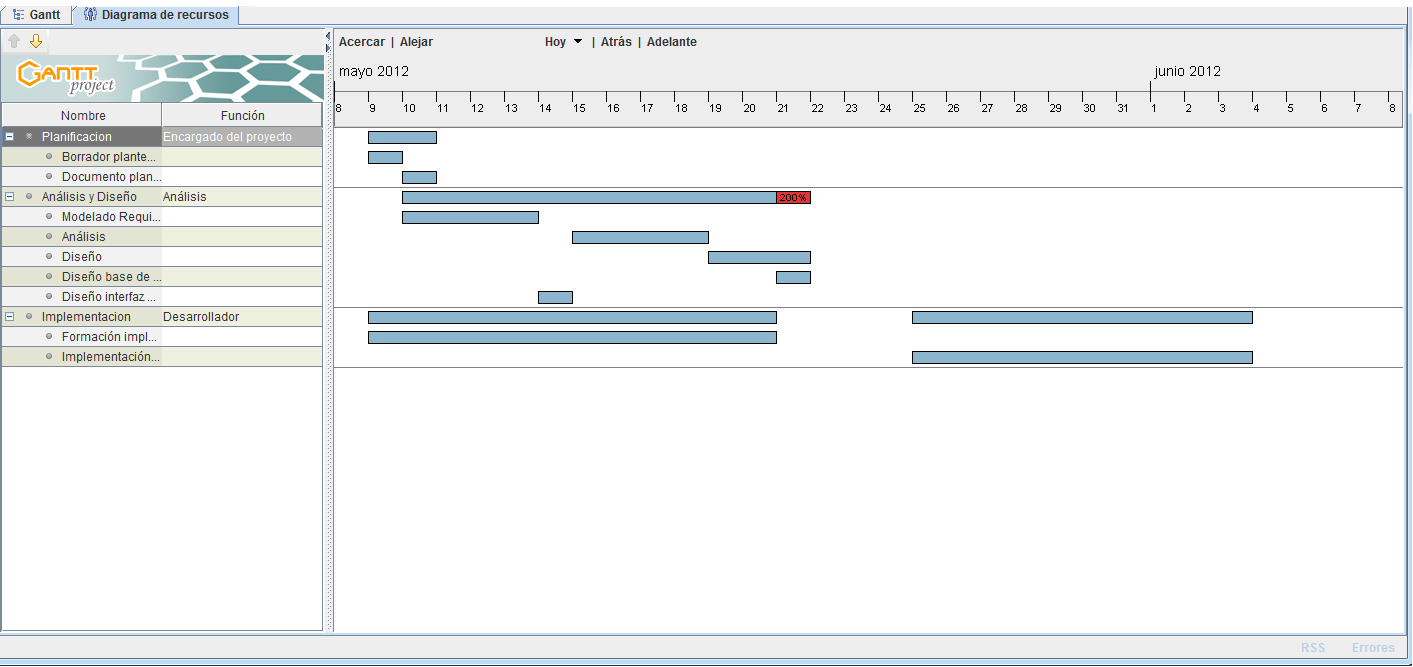 Gantt Diagrama de recursos
Acercar | Alejar Hoy | Atrás | Adelante
GANTT project
mayo 2012 junio 2012
8 9 10 11 12 13 14 15 16 17 18 19 20 21 22 23 24 25 26 27 28 29 30 31 1 2 3 4 5 6 7 8
Nombre Función
Planificacion Encargado del proyecto
Borrador plante...
Documento plan...
Análisis y Diseño Análisis 200%
Modelado Requi...
Análisis
Diseño
Diseño base de ...
Diseño interfaz ...
Implementacion Desarrollador
Formación impl...
Implementación...
RSS Errores